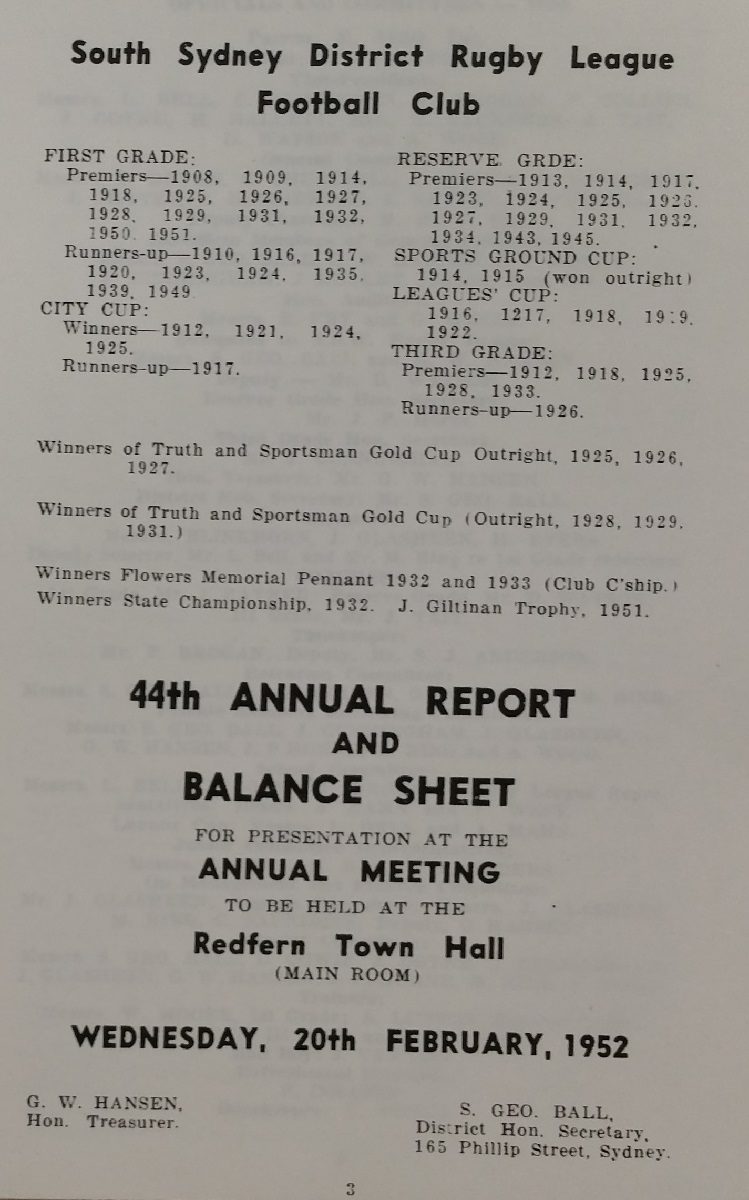 South Sydney District Rugby League
Football Club
FIRST GRADE:
Premiers—1908, 1909, 1914,
1918, 1925, 1926, 1927,
1928, 1929, 1931, 1932,
1950. 1951.
Runners-up—1910, 1916, 1917,
1920, 1923, 1924, 1935,
1939, 1949
CITY CUP:
Winners—1912, 1921, 1924,
1925.
Runners-up—1917.
RESERVE GRDE:
Premiers—1913, 1914, 1917,
1923, 1924, 1925, 1926.
1927, 1929, 1931, 1932,
1934, 1943, 1945.
SPORTS GROUND CUP:
1914, 1915 (won outright)
LEAGUES' CUP:
1916, 1217, 1918, 19:9.
1922.
THIRD GRADE:
Premiers—1912, 1918, 1925,
1928, 1933.
Runners-up—1926.
Winners of Truth and Sportsman Gold Cup Outright, 1925, 1926,
1927.
Winners of Truth and Sportsman Gold Cup (Outright, 1928, 1929.
1931.)
Winners Flowers Memorial Pennant 1932 and 1933 (Club C'ship.)
Winners State Championship, 1932. J. Giltinan Trophy, 1951.
44th ANNUAL REPORT
AND
BALANCE SHEET
FOR PRESENTATION AT THE
ANNUAL MEETING
TO BE HELD AT THE
Redfern Town Hall
(MAIN ROOM)
WEDNESDAY, 20th FEBRUARY, 1952
G. W. HANSEN,
Hon. Treasurer.
S. GEO. BALL,
District Hon. Secretary,
165 Phillip Street, Sydney.
3